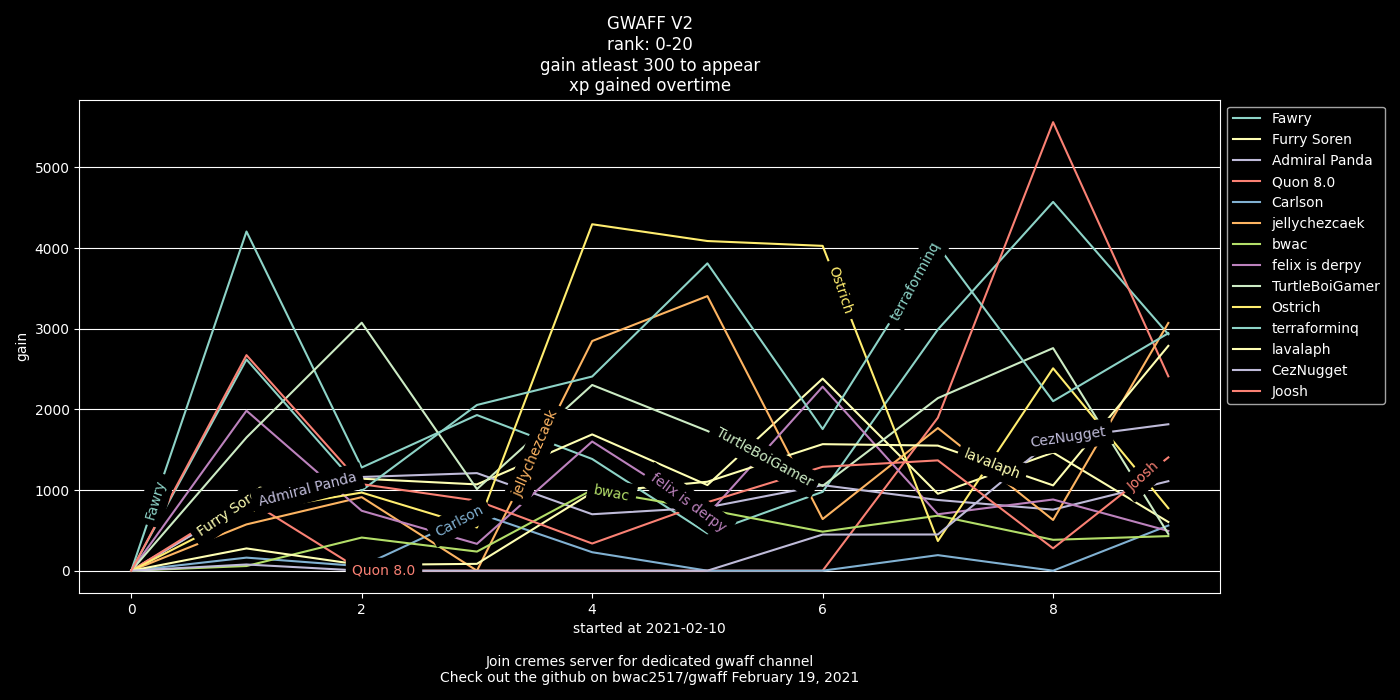 GWAFF V2
rank: 0-20
gain atleast 300 to appear
xp gained overtime
gain
5000
4000
3000
2000
1000
0
0
2
4
6
8
Fawry
Furry Soren
Admiral Panda
Quon 8.0
Carlson
jellychezcaek
bwac
felix is derpy
TurtleBoiGamer
Ostrich
terraforming
lavalaph
CezNugget
Joosh
Fawry
Furry Soren
Admiral Panda
Quon 8.0
Carlson
jellychezcaek
bwac
felix is derpy
TurtleBoiGamer
Ostrich
terraforminq
lavalaph
CezNugget
Joosh
started at 2021-02-10
Join cremes server for dedicated gwaff channel
Check out the github on bwac2517/gwaff February 19, 2021